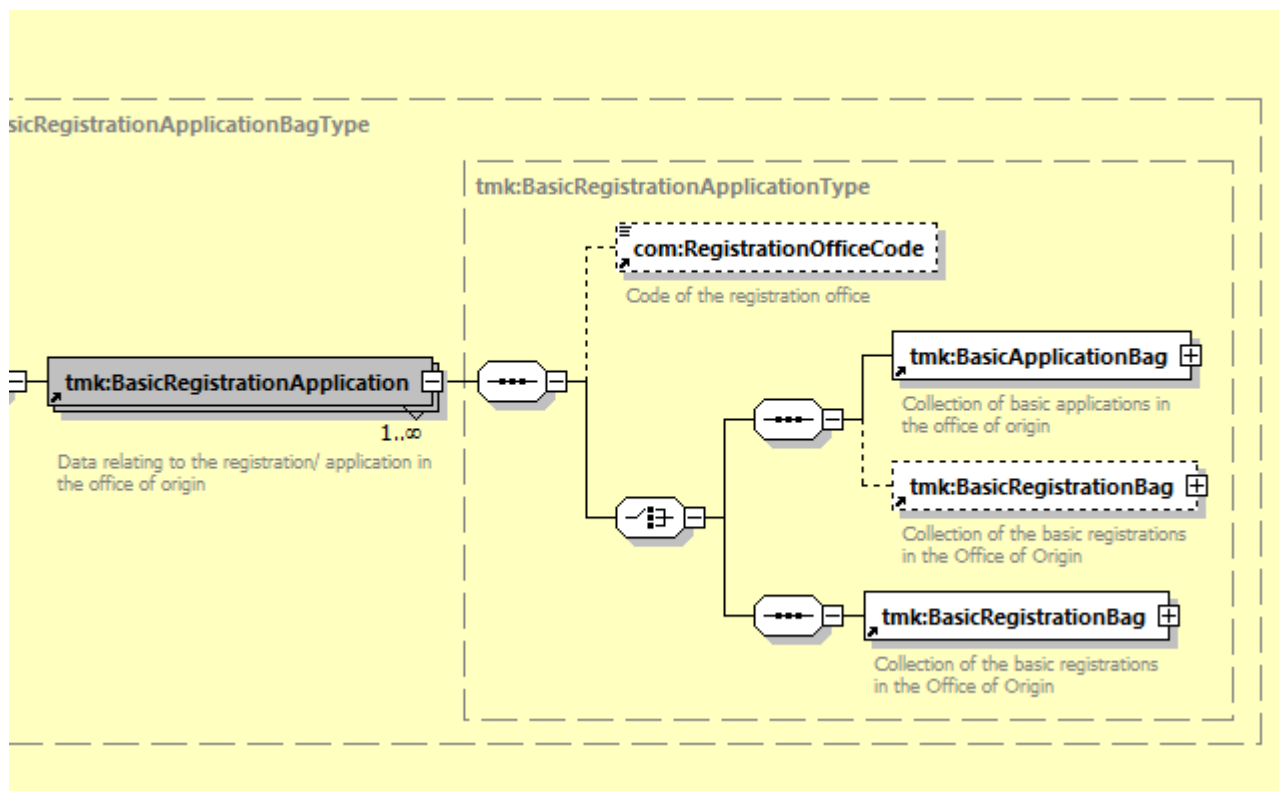 sicRegistrationApplicationBagType
tmk:BasicRegistrationApplicationType
com:RegistrationOfficeCode
Code of the registration office
tmk:BasicRegistrationApplication
1..∞
Data relating to the registration/ application in
the office of origin
tmk:BasicApplicationBag
Collection of basic applications in
the office of origin
tmk:BasicRegistrationBag
Collection of the basic registrations
in the Office of Origin
tmk:BasicRegistrationBag
Collection of the basic registrations
in the Office of Origin